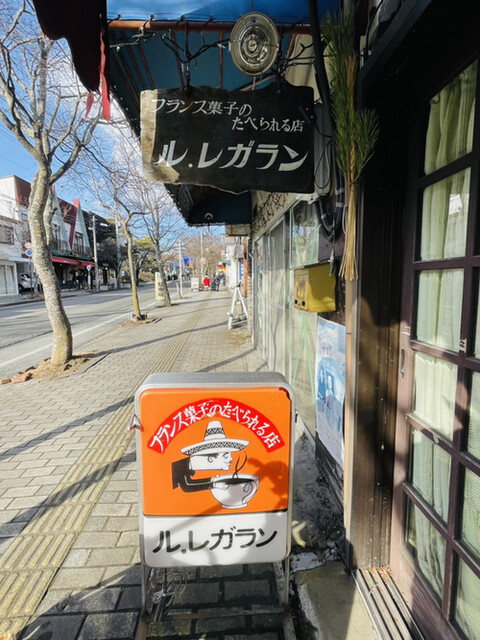 フランス菓子の
たべられる店
ル.レガラン
フランス菓子のたべられる店
ル.レガラン